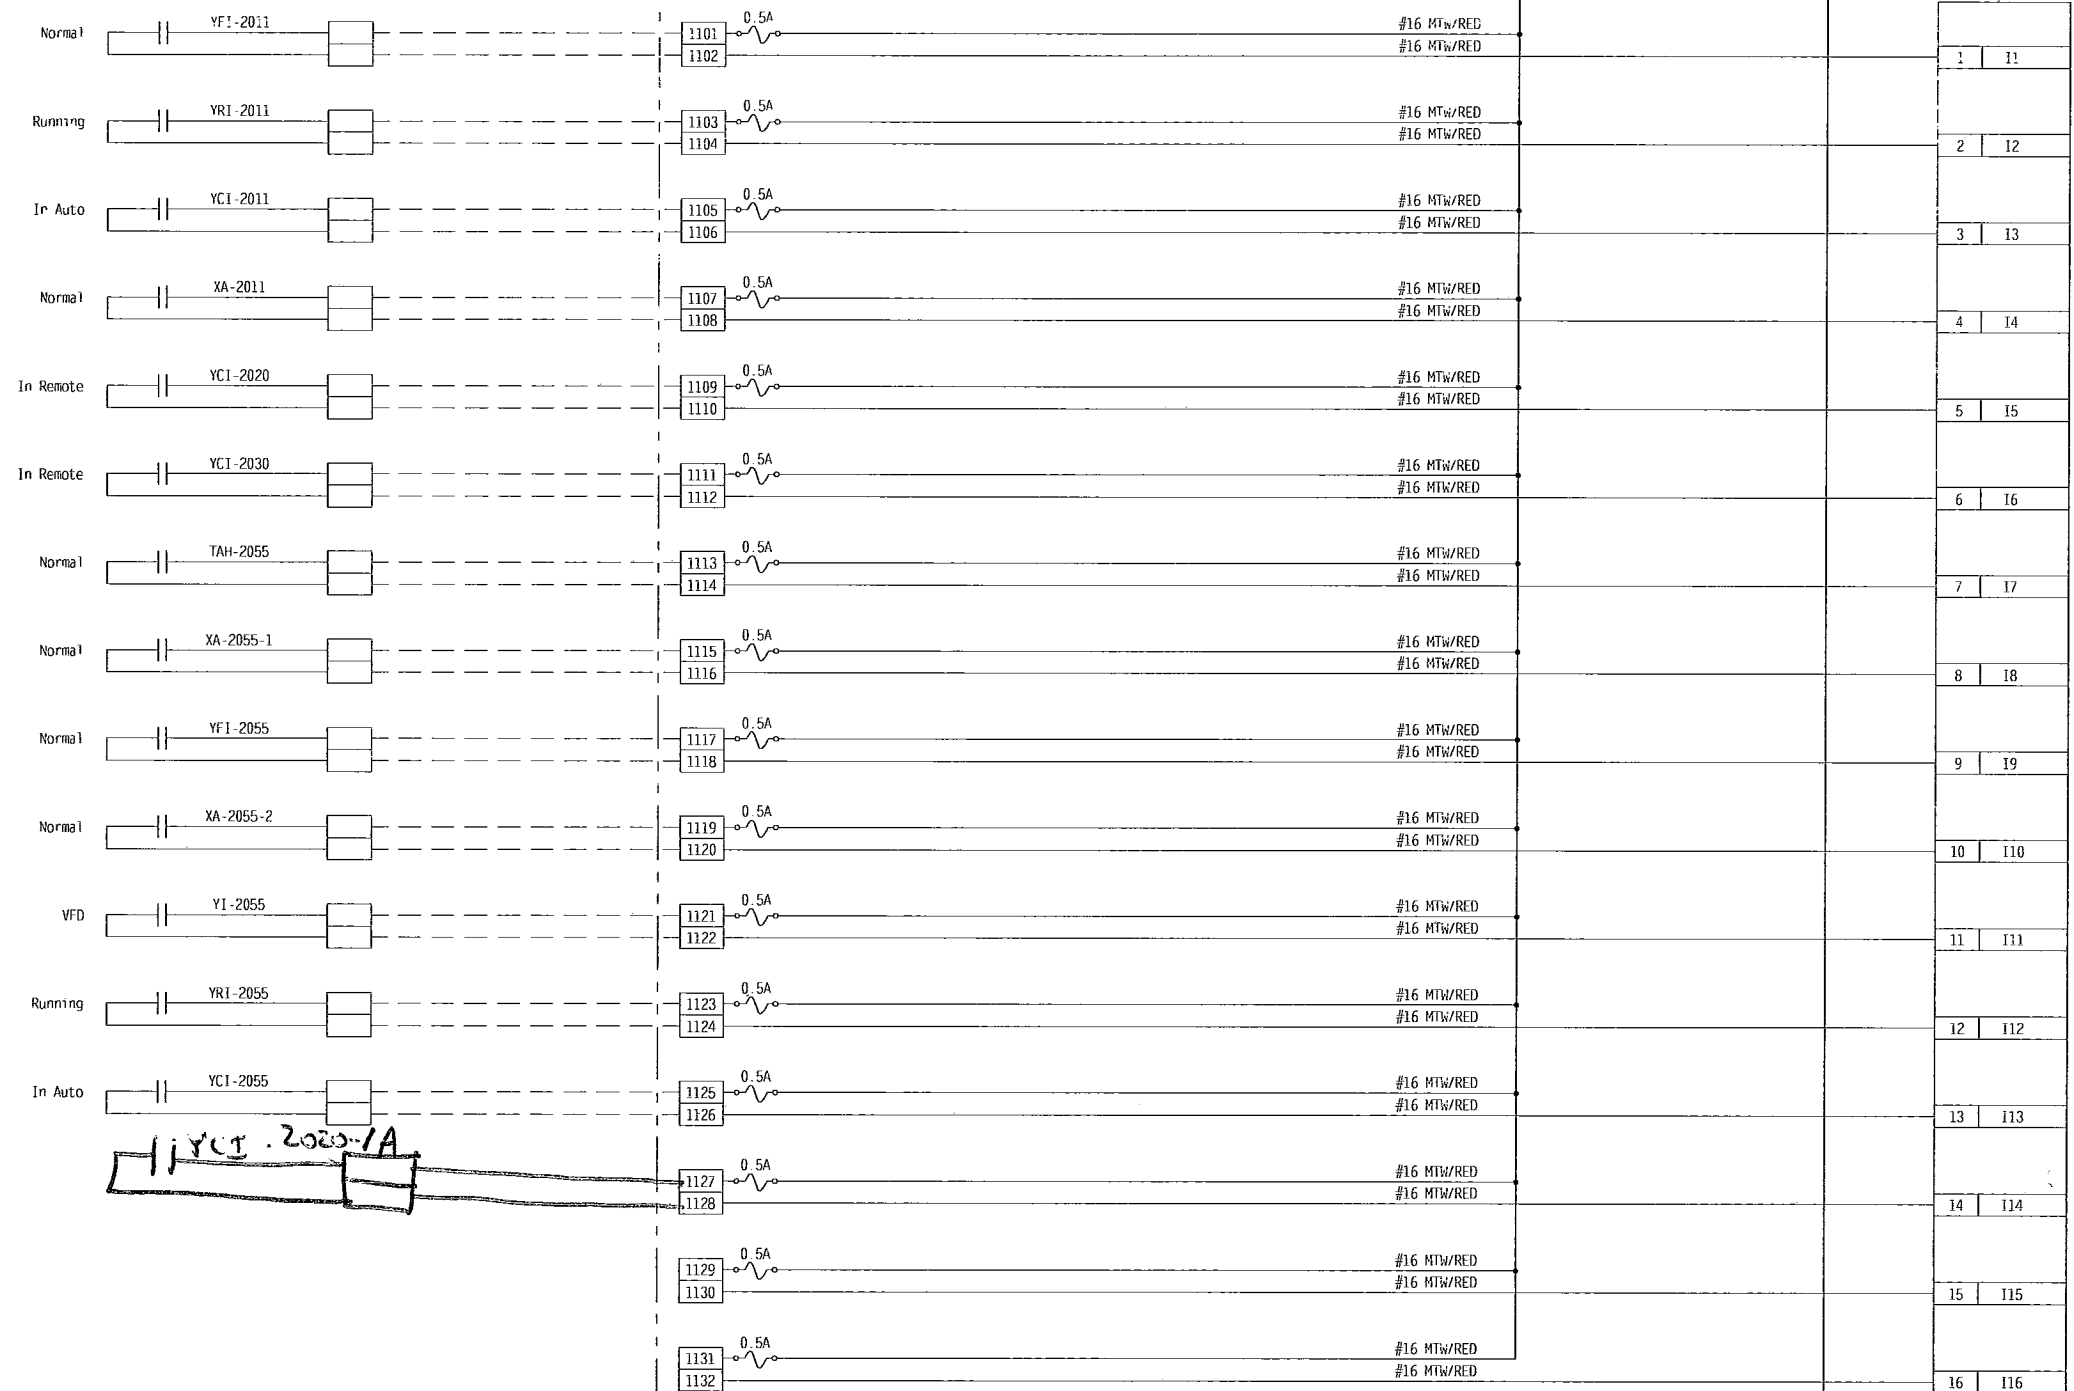 YFI-2011 0.5A #16 MTW/RED
Normal 1101
1102 #16 MTW/RED 1 I1
YRI-2011 0.5A #16 MTW/RED
Running 1103
1104 #16 MTW/RED 2 I2
YCI-2011 0.5A #16 MTW/RED
In Auto 1105
1106 #16 MTW/RED 3 I3
XA-2011 0.5A #16 MTW/RED
Normal 1107
1108 #16 MTW/RED 4 I4
YCI-2020 0.5A #16 MTW/RED
In Remote 1109
1110 #16 MTW/RED 5 I5
YCI-2030 0.5A #16 MTW/RED
In Remote 1111
1112 #16 MTW/RED 6 I6
TAH-2055 0.5A #16 MTW/RED
Normal 1113
1114 #16 MTW/RED 7 I7
XA-2055-1 0.5A #16 MTW/RED
Normal 1115
1116 #16 MTW/RED 8 I8
YFI-2055 0.5A #16 MTW/RED
Normal 1117
1118 #16 MTW/RED 9 I9
XA-2055-2 0.5A #16 MTW/RED
Normal 1119
1120 #16 MTW/RED 10 I10
YI-2055 0.5A #16 MTW/RED
VFD 1121
1122 #16 MTW/RED 11 I11
YRI-2055 0.5A #16 MTW/RED
Running 1123
1124 #16 MTW/RED 12 I12
YCI-2055 0.5A #16 MTW/RED
In Auto 1125
1126 #16 MTW/RED 13 I13
YCI.2020-1A 0.5A #16 MTW/RED
1127
1128 #16 MTW/RED 14 I14
0.5A #16 MTW/RED
1129
1130 #16 MTW/RED 15 I15
0.5A #16 MTW/RED
1131
1132 #16 MTW/RED 16 I16